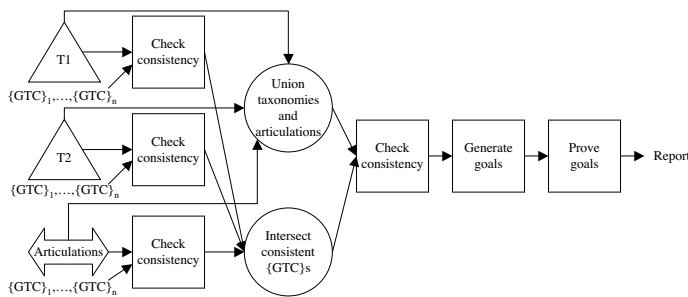 T1
Check
consistency
{GTC}₁,…,{GTC}ₙ
Union
taxonomies
and
articulations
T2
Check
consistency
{GTC}₁,…,{GTC}ₙ
Check
consistency
Generate
goals
Prove
goals
Report
Articulations
Check
consistency
{GTC}₁,…,{GTC}ₙ
Intersect
consistent
{GTC}s